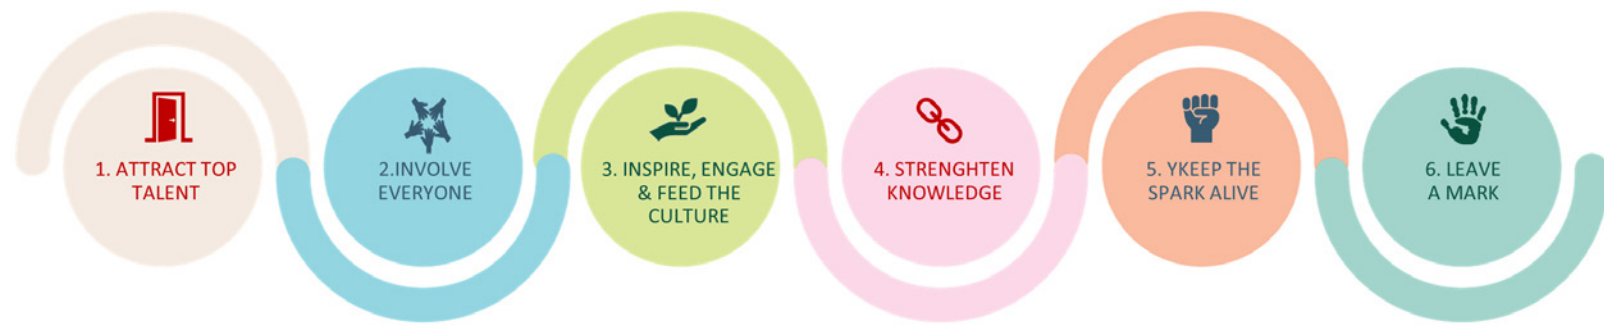 1. ATTRACT TOP
TALENT
2.INVOLVE
EVERYONE
3. INSPIRE, ENGAGE
& FEED THE
CULTURE
4. STRENGHTEN
KNOWLEDGE
5. YKEEP THE
SPARK ALIVE
6. LEAVE
A MARK